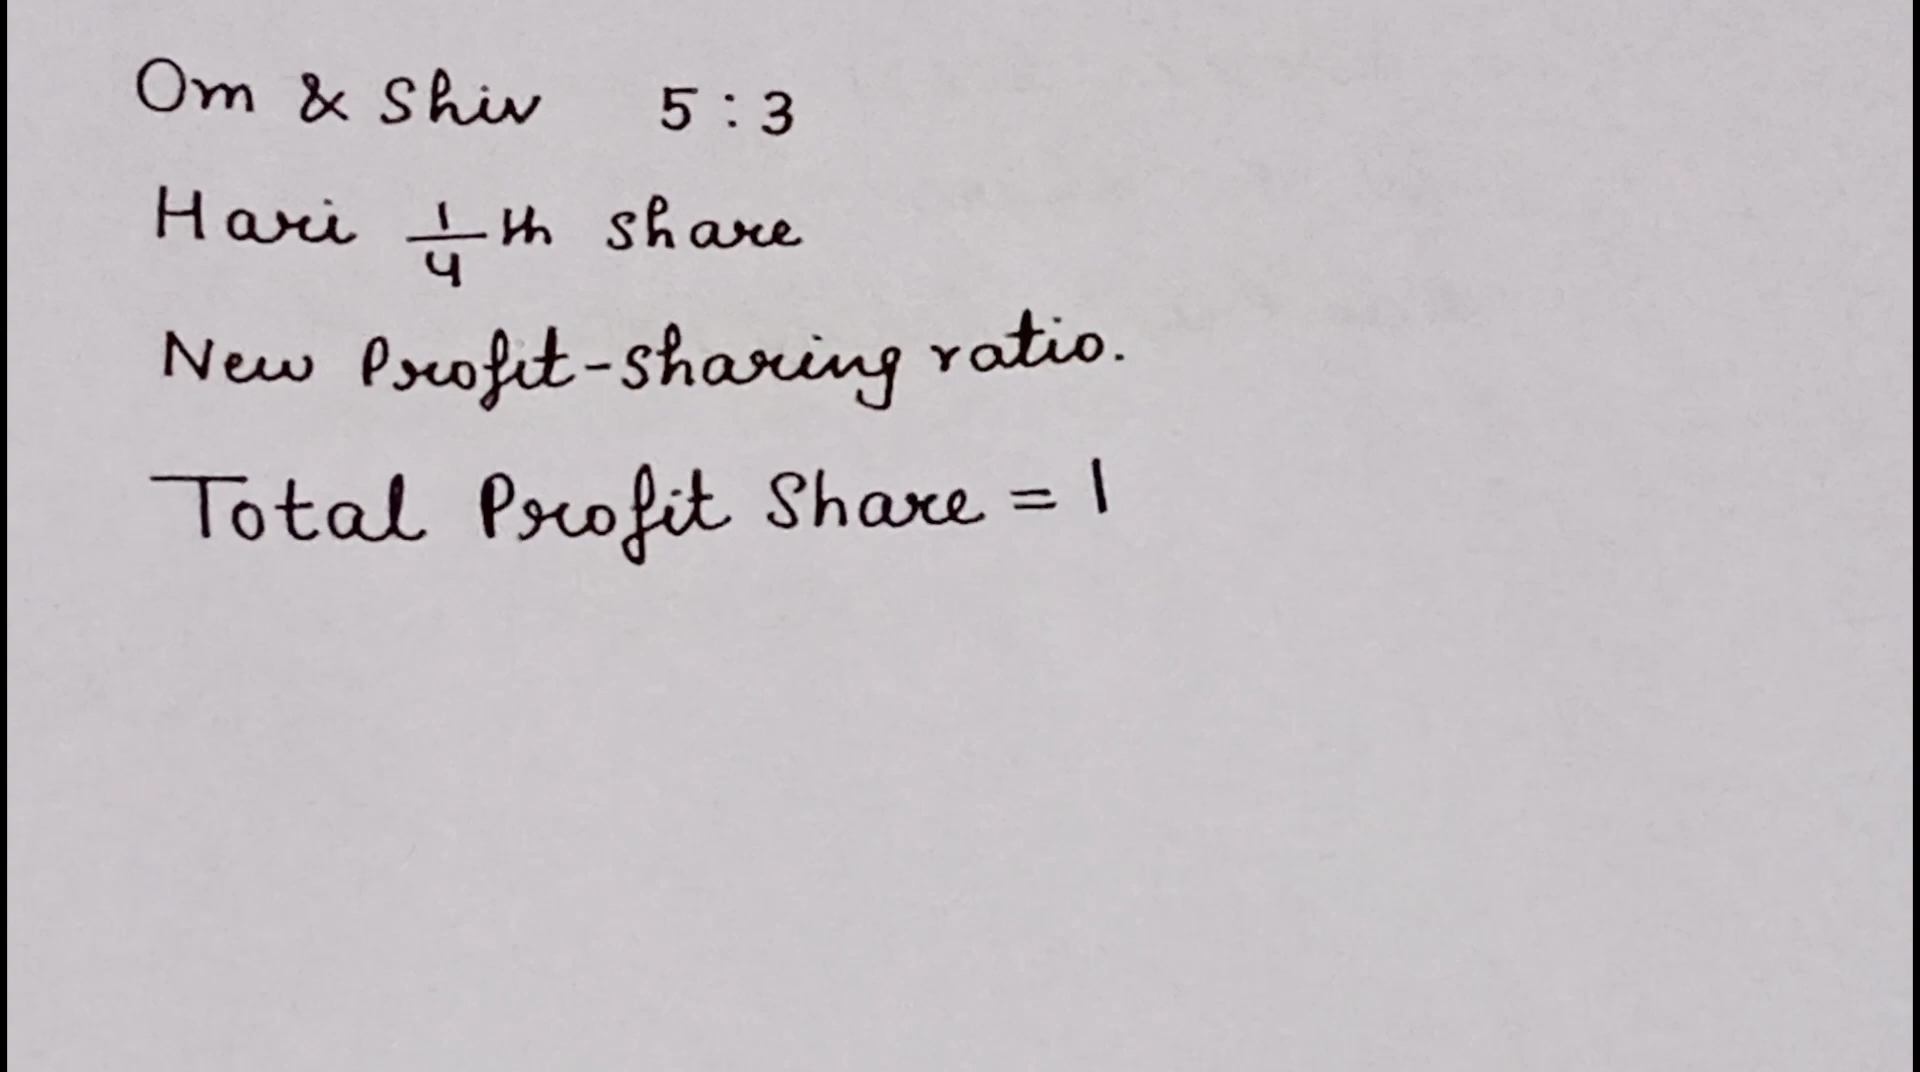 Om & Shiv 5 : 3
Hari 1/4 th share
New Profit-sharing ratio.
Total Profit Share = 1